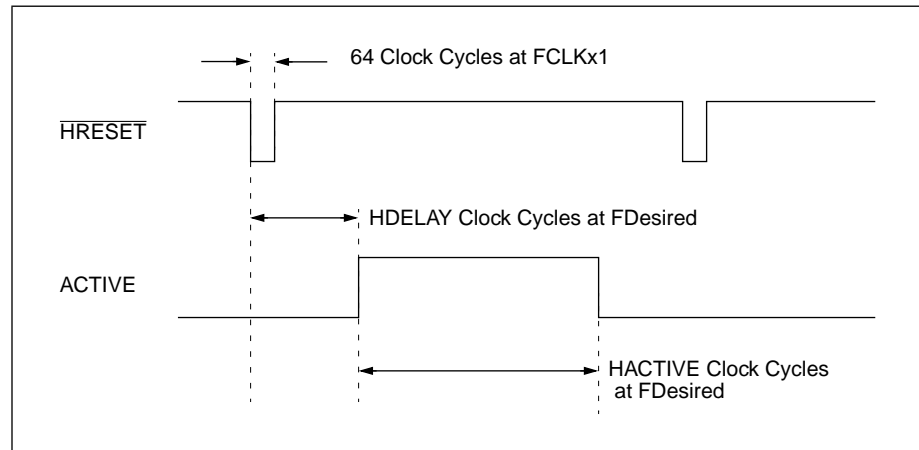 64 Clock Cycles at FCLKx1
HRESET
HDELAY Clock Cycles at FDesired
ACTIVE
HACTIVE Clock Cycles
at FDesired